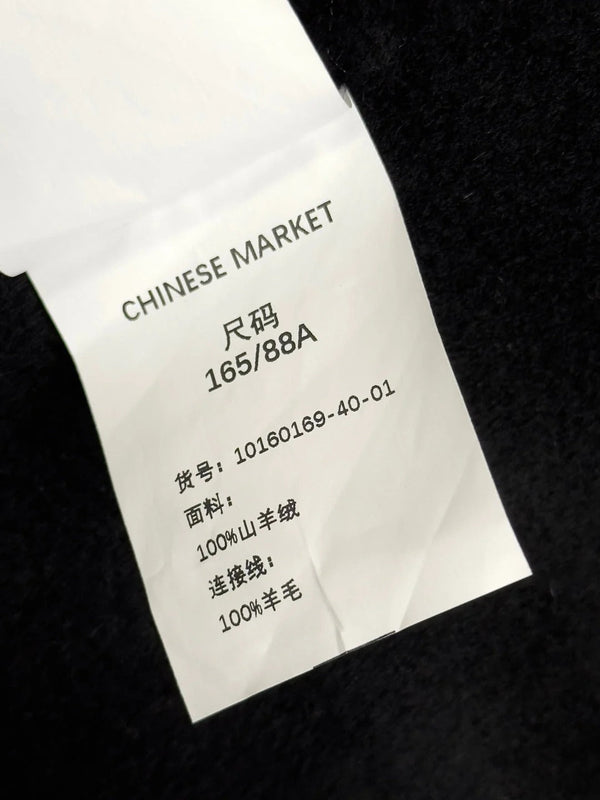 CHINESE MARKET
尺码
165/88A
货号: 10160169-40-01
面料:
100%山羊绒
连接线:
100%羊毛